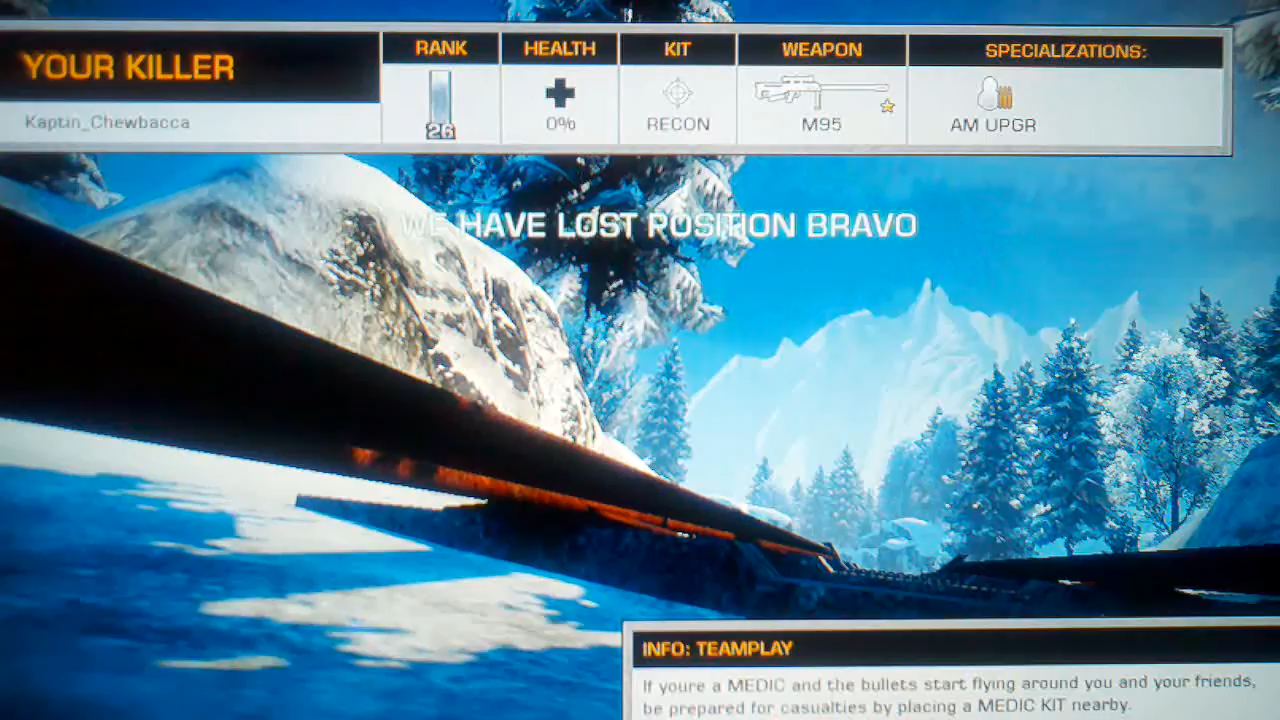 YOUR KILLER
Kaptin_Chewbacca
RANK
26
HEALTH
0%
KIT
RECON
WEAPON
M95
SPECIALIZATIONS:
AM UPGR
WE HAVE LOST POSITION BRAVO
INFO: TEAMPLAY
If youre a MEDIC and the bullets start flying around you and your friends,
be prepared for casualties by placing a MEDIC KIT nearby.